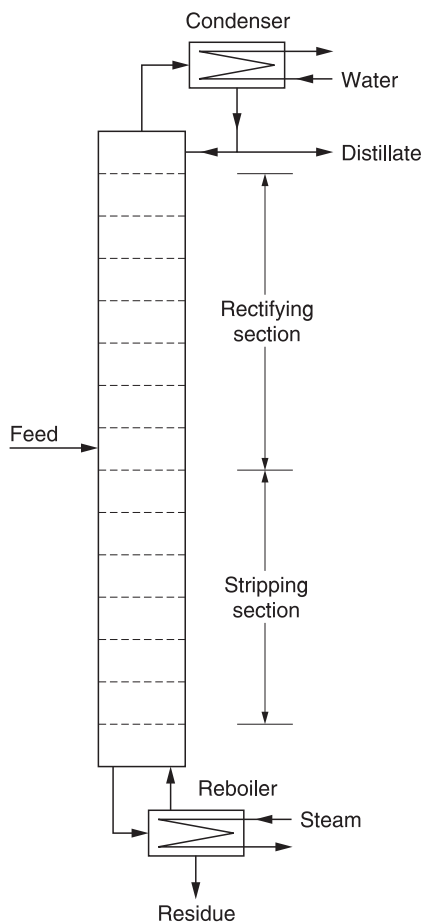 Condenser
Water
Distillate
Rectifying
section
Feed
Stripping
section
Reboiler
Steam
Residue